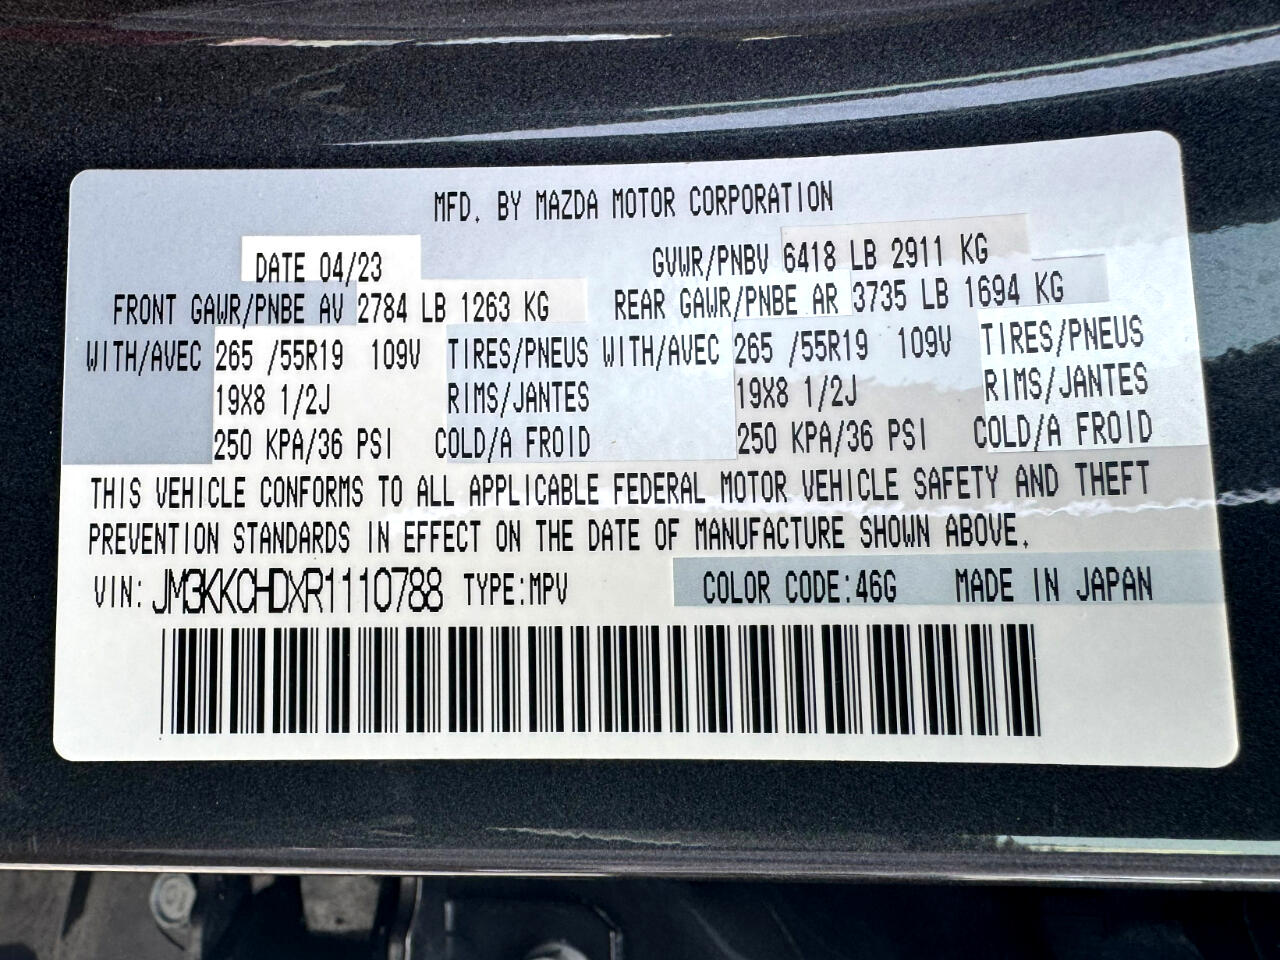 MFD. BY MAZDA MOTOR CORPORATION
DATE 04/23 GVWR/PNBV 6418 LB 2911 KG
FRONT GAWR/PNBE AV 2784 LB 1263 KG REAR GAWR/PNBE AR 3735 LB 1694 KG
WITH/AVEC 265 /55R19 109V TIRES/PNEUS WITH/AVEC 265 /55R19 109V TIRES/PNEUS
19X8 1/2J RIMS/JANTES 19X8 1/2J RIMS/JANTES
250 KPA/36 PSI COLD/A FROID 250 KPA/36 PSI COLD/A FROID
THIS VEHICLE CONFORMS TO ALL APPLICABLE FEDERAL MOTOR VEHICLE SAFETY AND THEFT
PREVENTION STANDARDS IN EFFECT ON THE DATE OF MANUFACTURE SHOWN ABOVE.
VIN: JM3KKCHDXR1110788 TYPE:MPV COLOR CODE:46G MADE IN JAPAN